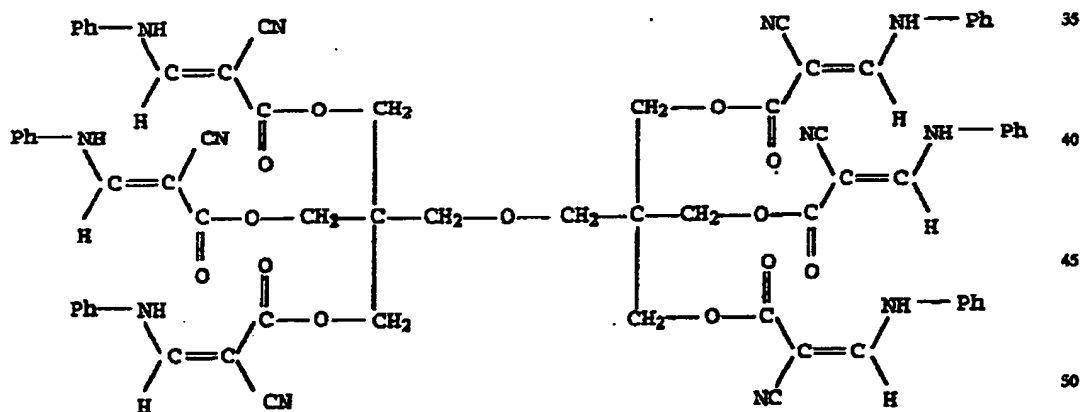 Ph—NH CN NC NH—Ph 35
C=C C=C
H C—O—CH₂ CH₂—O—C H
Ph—NH CN O O NC NH—Ph 40
C=C C=C
H C—O—CH₂—C—CH₂—O—CH₂—C—CH₂—O—C H
O O O O 45
Ph—NH C—O—CH₂ CH₂—O—C NH—Ph
C=C C=C
H CN NC H 50